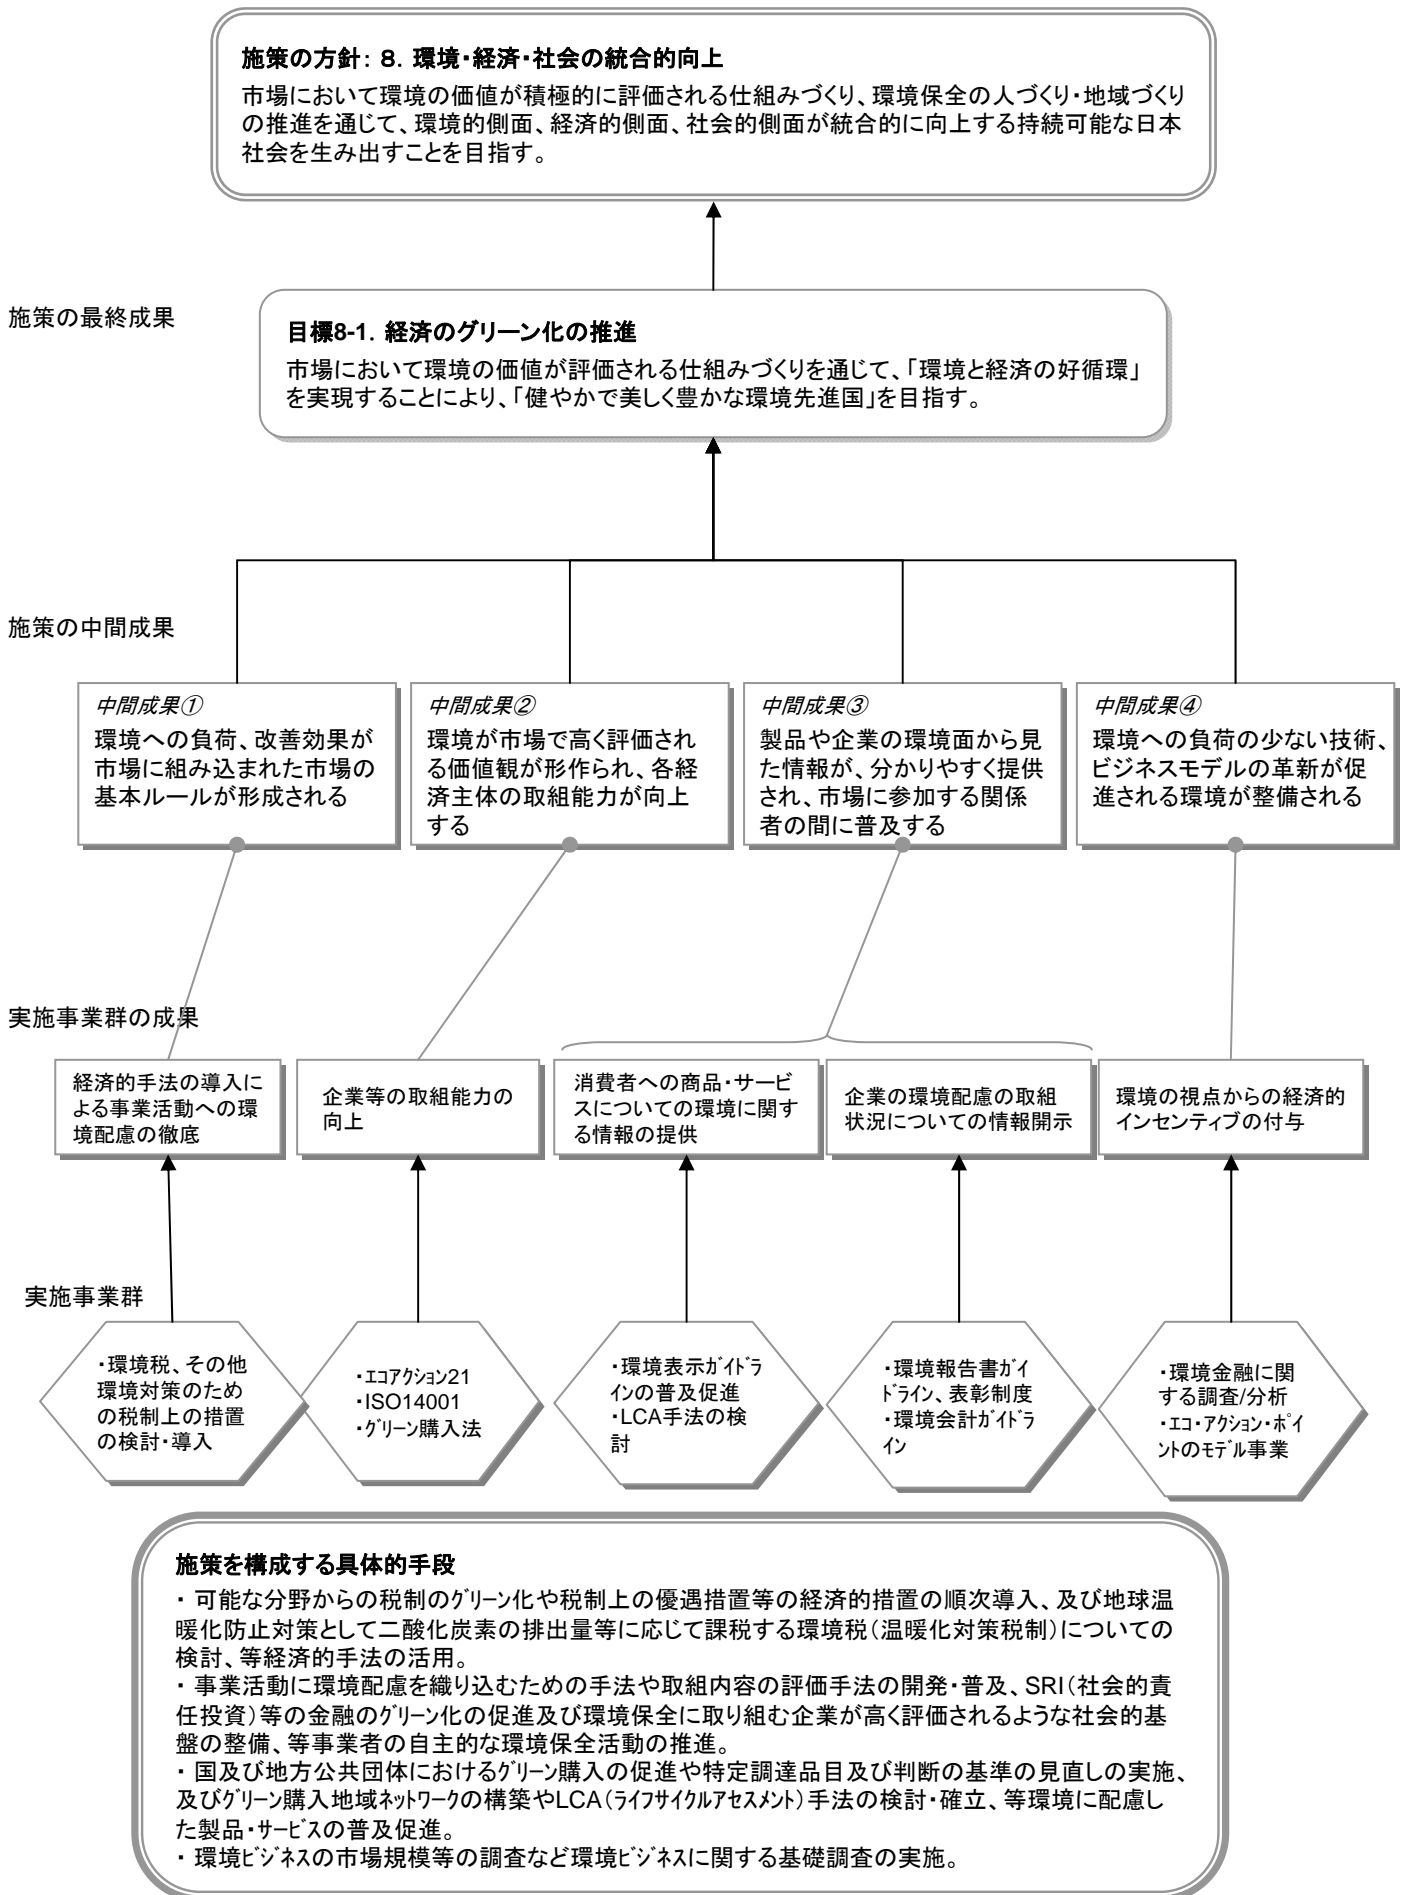 施策の方針：８．環境・経済・社会の統合的向上
市場において環境の価値が積極的に評価される仕組みづくり、環境保全の人づくり・地域づくり
の推進を通じて、環境的側面、経済的側面、社会的側面が統合的に向上する持続可能な日本
社会を生み出すことを目指す。
施策の最終成果
目標8-1．経済のグリーン化の推進
市場において環境の価値が評価される仕組みづくりを通じて、「環境と経済の好循環」
を実現することにより、「健やかで美しく豊かな環境先進国」を目指す。
施策の中間成果
中間成果①
環境への負荷、改善効果が
市場に組み込まれた市場の
基本ルールが形成される
中間成果②
環境が市場で高く評価され
る価値観が形作られ、各経
済主体の取組能力が向上
する
中間成果③
製品や企業の環境面から見
た情報が、分かりやすく提供
され、市場に参加する関係
者の間に普及する
中間成果④
環境への負荷の少ない技術、
ビジネスモデルの革新が促
進される環境が整備される
実施事業群の成果
経済的手法の導入に
よる事業活動への環
境配慮の徹底
企業等の取組能力の
向上
消費者への商品・サービ
スについての環境に関す
る情報の提供
企業の環境配慮の取組
状況についての情報開示
環境の視点からの経済的
インセンティブの付与
実施事業群
・環境税、その他
環境対策のため
の税制上の措置
の検討・導入
・ｴｺｱｸｼｮﾝ21
・ISO14001
・ｸﾞﾘｰﾝ購入法
・環境表示ｶﾞｲﾄﾞﾗ
ｲﾝの普及促進
・LCA手法の検
討
・環境報告書ｶﾞｲ
ﾄﾞﾗｲﾝ、表彰制度
・環境会計ｶﾞｲﾄﾞﾗ
ｲﾝ
・環境金融に関
する調査/分析
・ｴｺ・ｱｸｼｮﾝ・ﾎﾟｲ
ﾝﾄのﾓﾃﾞﾙ事業
施策を構成する具体的手段
・ 可能な分野からの税制のｸﾞﾘｰﾝ化や税制上の優遇措置等の経済的措置の順次導入、及び地球温
暖化防止対策として二酸化炭素の排出量等に応じて課税する環境税（温暖化対策税制）についての
検討、等経済的手法の活用。
・ 事業活動に環境配慮を織り込むための手法や取組内容の評価手法の開発・普及、SRI（社会的責
任投資）等の金融のｸﾞﾘｰﾝ化の促進及び環境保全に取り組む企業が高く評価されるような社会的基
盤の整備、等事業者の自主的な環境保全活動の推進。
・ 国及び地方公共団体におけるｸﾞﾘｰﾝ購入の促進や特定調達品目及び判断の基準の見直しの実施、
及びｸﾞﾘｰﾝ購入地域ﾈｯﾄﾜｰｸの構築やLCA（ﾗｲﾌｻｲｸﾙｱｾｽﾒﾝﾄ）手法の検討・確立、等環境に配慮し
た製品・ｻｰﾋﾞｽの普及促進。
・ 環境ﾋﾞｼﾞﾈｽの市場規模等の調査など環境ﾋﾞｼﾞﾈｽに関する基礎調査の実施。